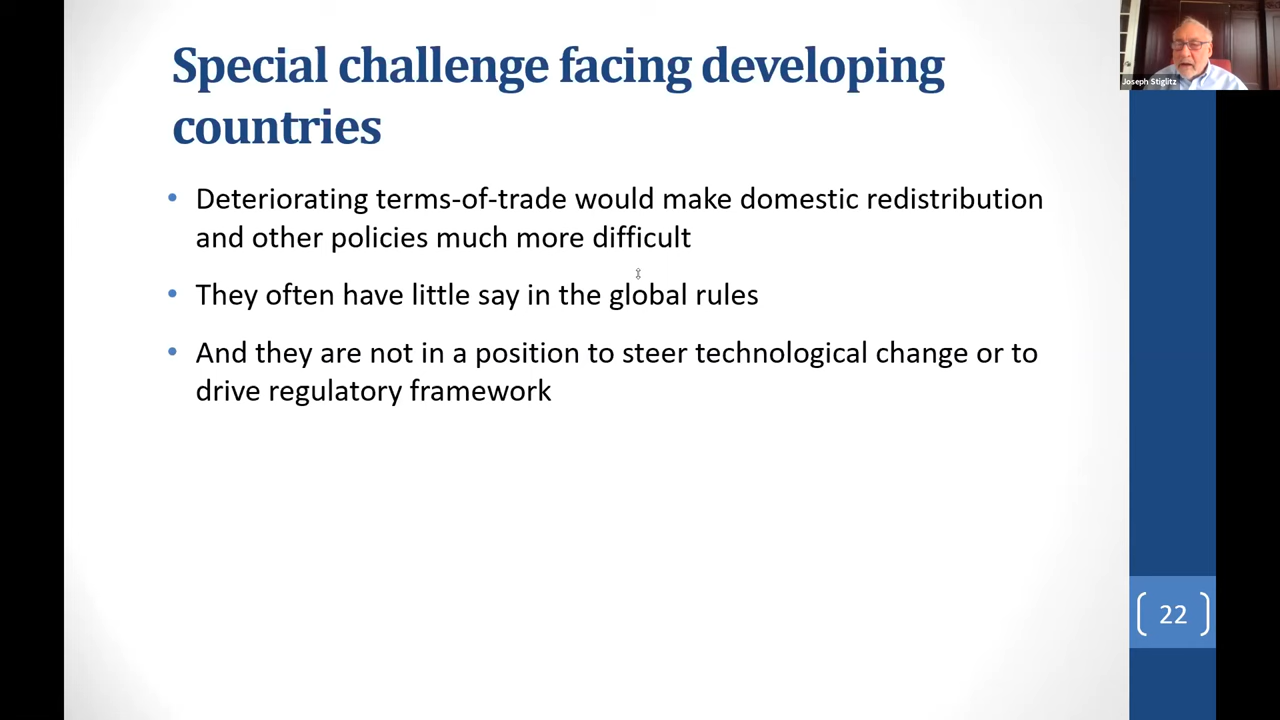 Special challenge facing developing
countries
• Deteriorating terms-of-trade would make domestic redistribution
and other policies much more difficult
• They often have little say in the global rules
• And they are not in a position to steer technological change or to
drive regulatory framework
Joseph Stiglitz
22